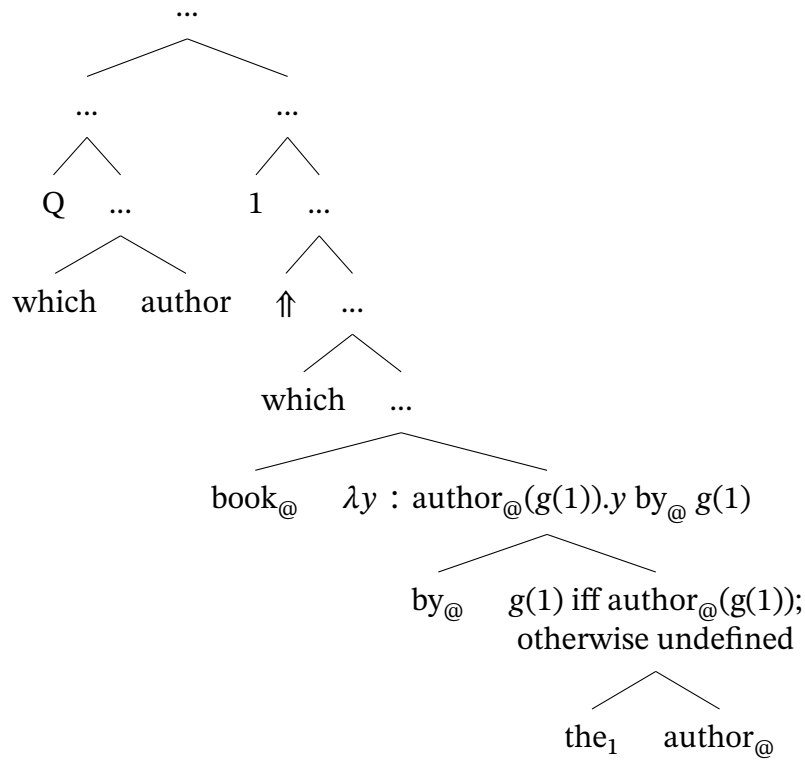 ...
... ...
Q ... 1 ...
which author ⇑ ...
which ...
book@ λy : author@(g(1)).y by@ g(1)
by@ g(1) iff author@(g(1));
otherwise undefined
the₁ author@